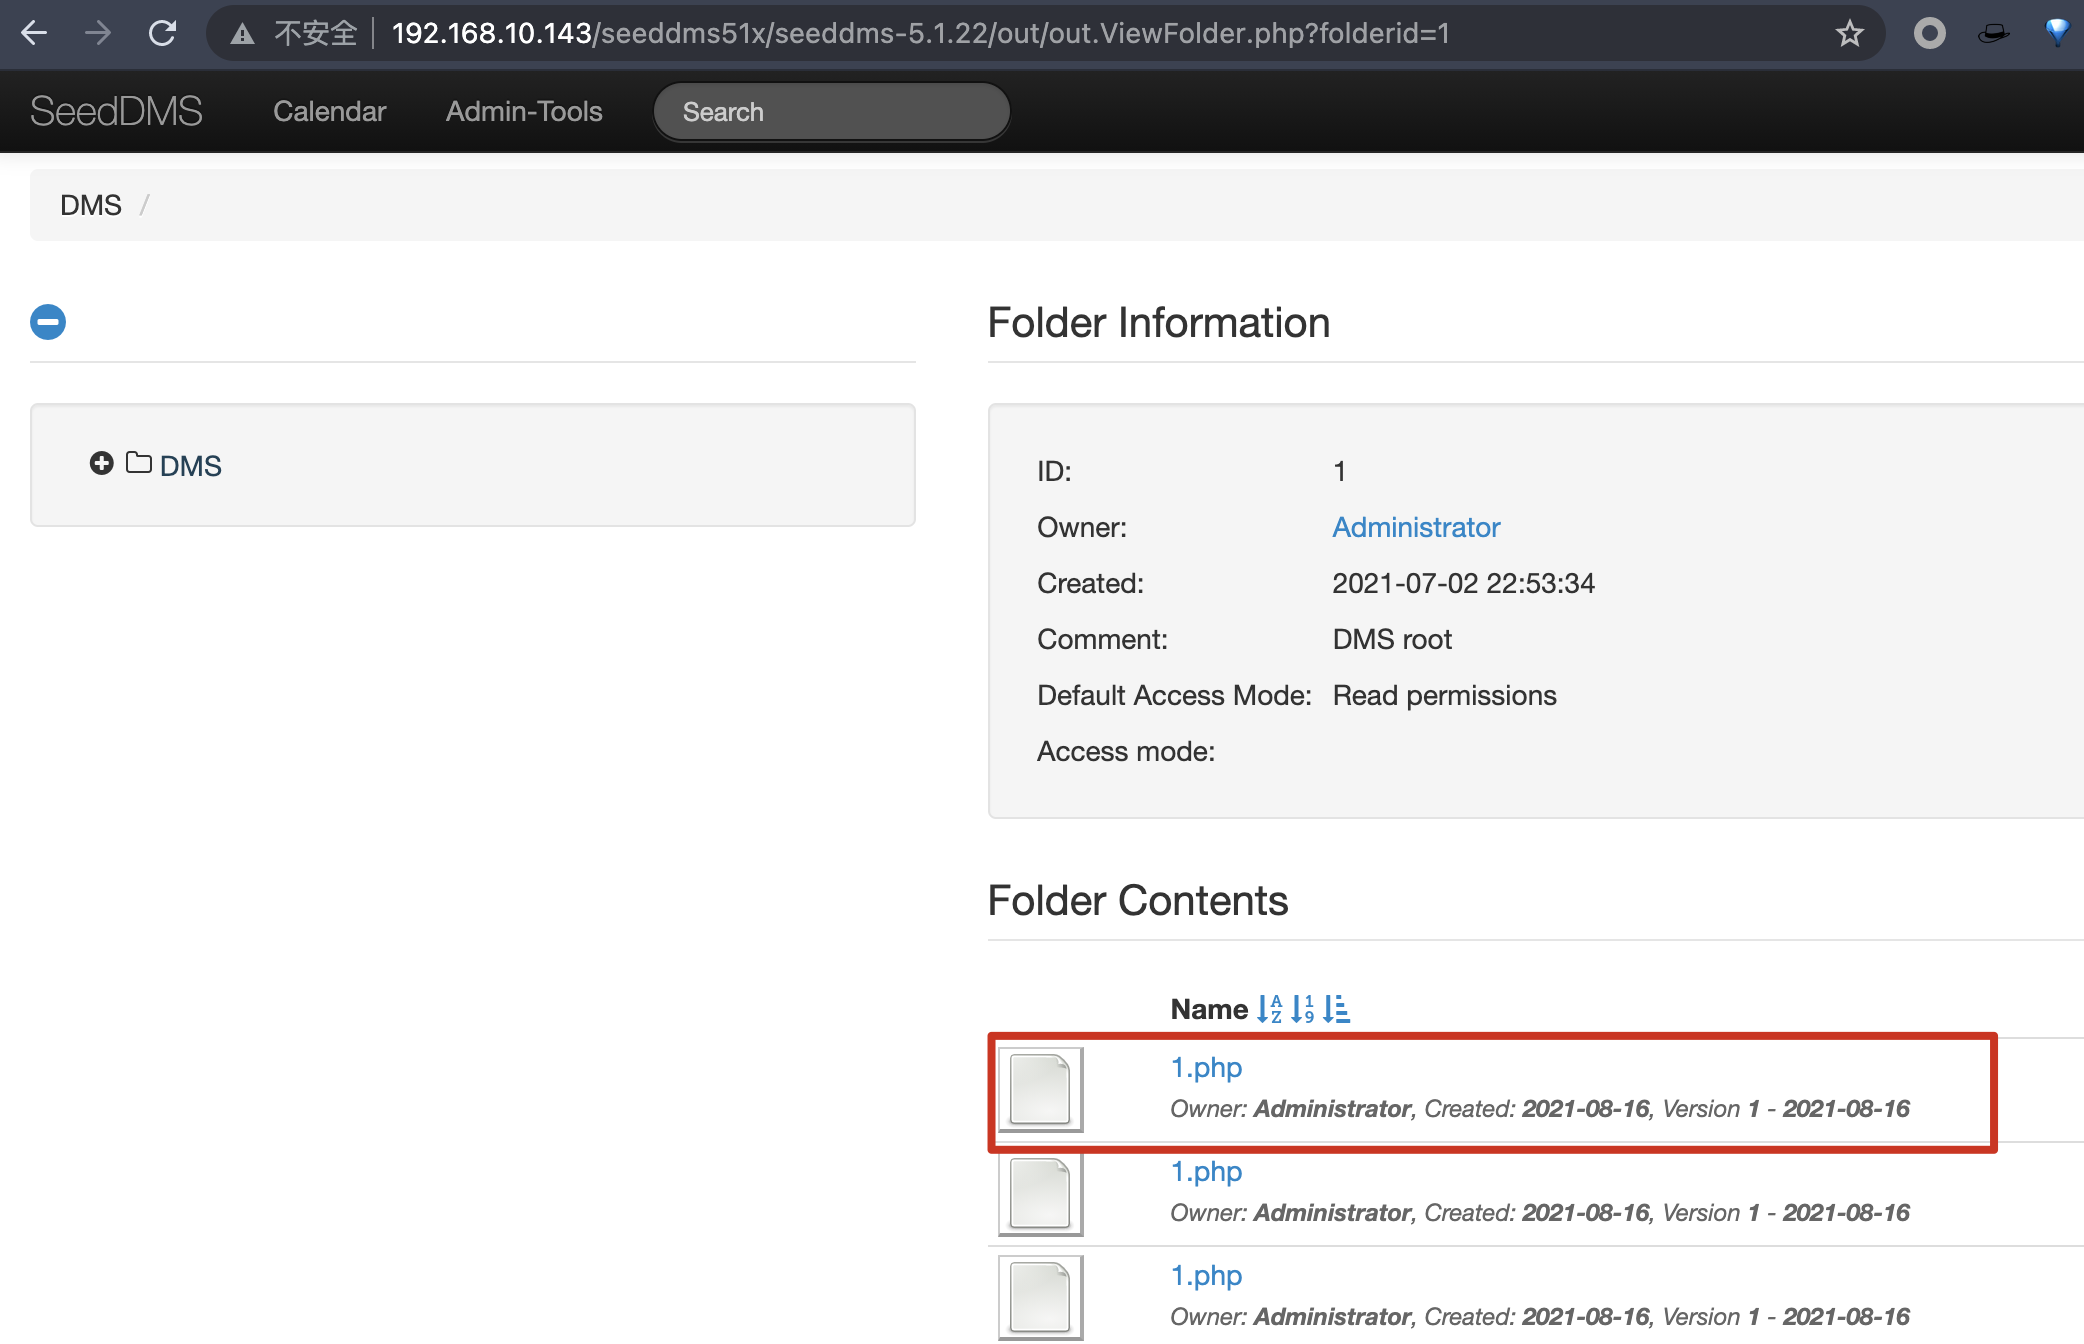 不安全 192.168.10.143/seeddms51x/seeddms-5.1.22/out/out.ViewFolder.php?folderid=1
SeedDMS Calendar Admin-Tools Search
DMS /
DMS
Folder Information
ID: 1
Owner: Administrator
Created: 2021-07-02 22:53:34
Comment: DMS root
Default Access Mode: Read permissions
Access mode:
Folder Contents
Name
1.php
Owner: Administrator, Created: 2021-08-16, Version 1 - 2021-08-16
1.php
Owner: Administrator, Created: 2021-08-16, Version 1 - 2021-08-16
1.php
Owner: Administrator, Created: 2021-08-16, Version 1 - 2021-08-16